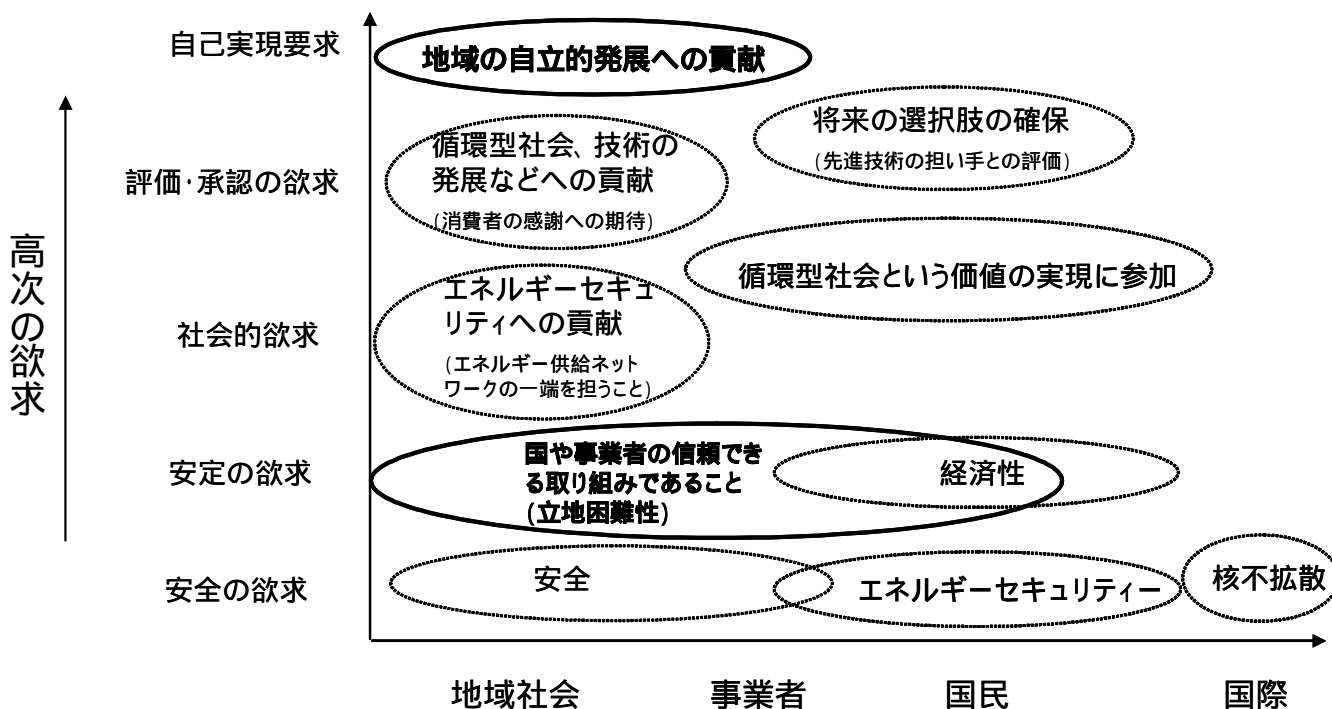 自己実現要求
地域の自立的発展への貢献
将来の選択肢の確保
(先進技術の担い手との評価)
循環型社会、技術の
発展などへの貢献
(消費者の感謝への期待)
評価・承認の欲求
高次の欲求
循環型社会という価値の実現に参加
エネルギーセキュ
リティへの貢献
(エネルギー供給ネット
ワークの一端を担うこと)
社会的欲求
国や事業者の信頼でき
る取り組みであること
(立地困難性)
経済性
安定の欲求
安全
エネルギーセキュリティー
核不拡散
安全の欲求
地域社会
事業者
国民
国際